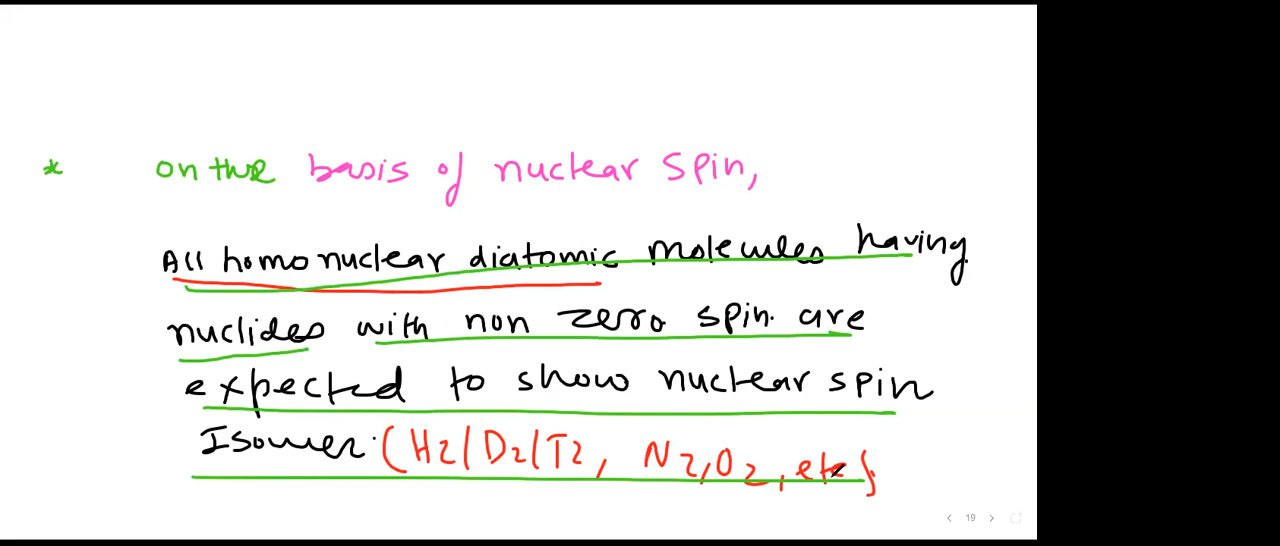 * on the basis of nuclear spin,
All homonuclear diatomic molecules having
nuclides with non zero spin are
expected to show nuclear spin
Isomer. (H2/D2/T2, N2,O2, etc)
< 19 >